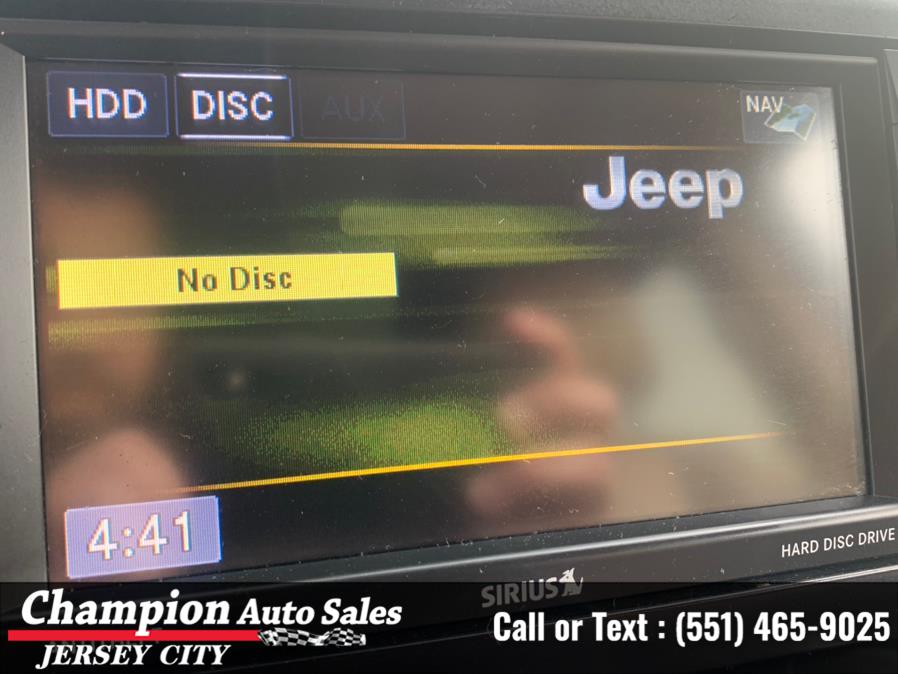 HDD DISC AUX NAV
Jeep
No Disc
4:41
HARD DISC DRIVE
SIRIUS
Champion Auto Sales
JERSEY CITY
Call or Text : (551) 465-9025